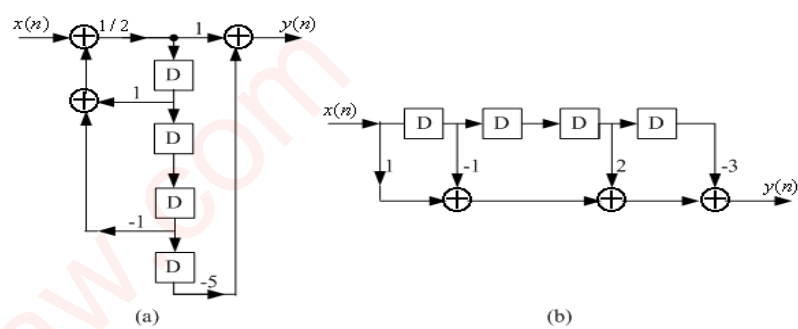 x(n) 1/2 1 y(n)
D
1
D
D
-1
D
-5
(a)
x(n) D D D D
1 -1 2 -3
y(n)
(b)